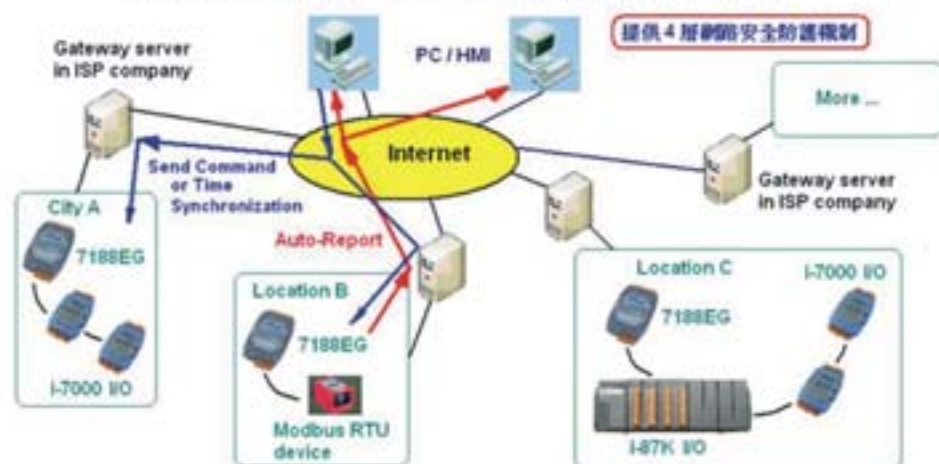 提供 4 層網路安全防護機制
Gateway server
in ISP company
PC / HMI
More ...
Internet
Send Command
or Time
Synchronization
Gateway server
in ISP company
City A
7188EG
i-7000 I/O
Auto-Report
Location B
7188EG
Modbus RTU
device
Location C
7188EG
i-7000 I/O
i-87K I/O